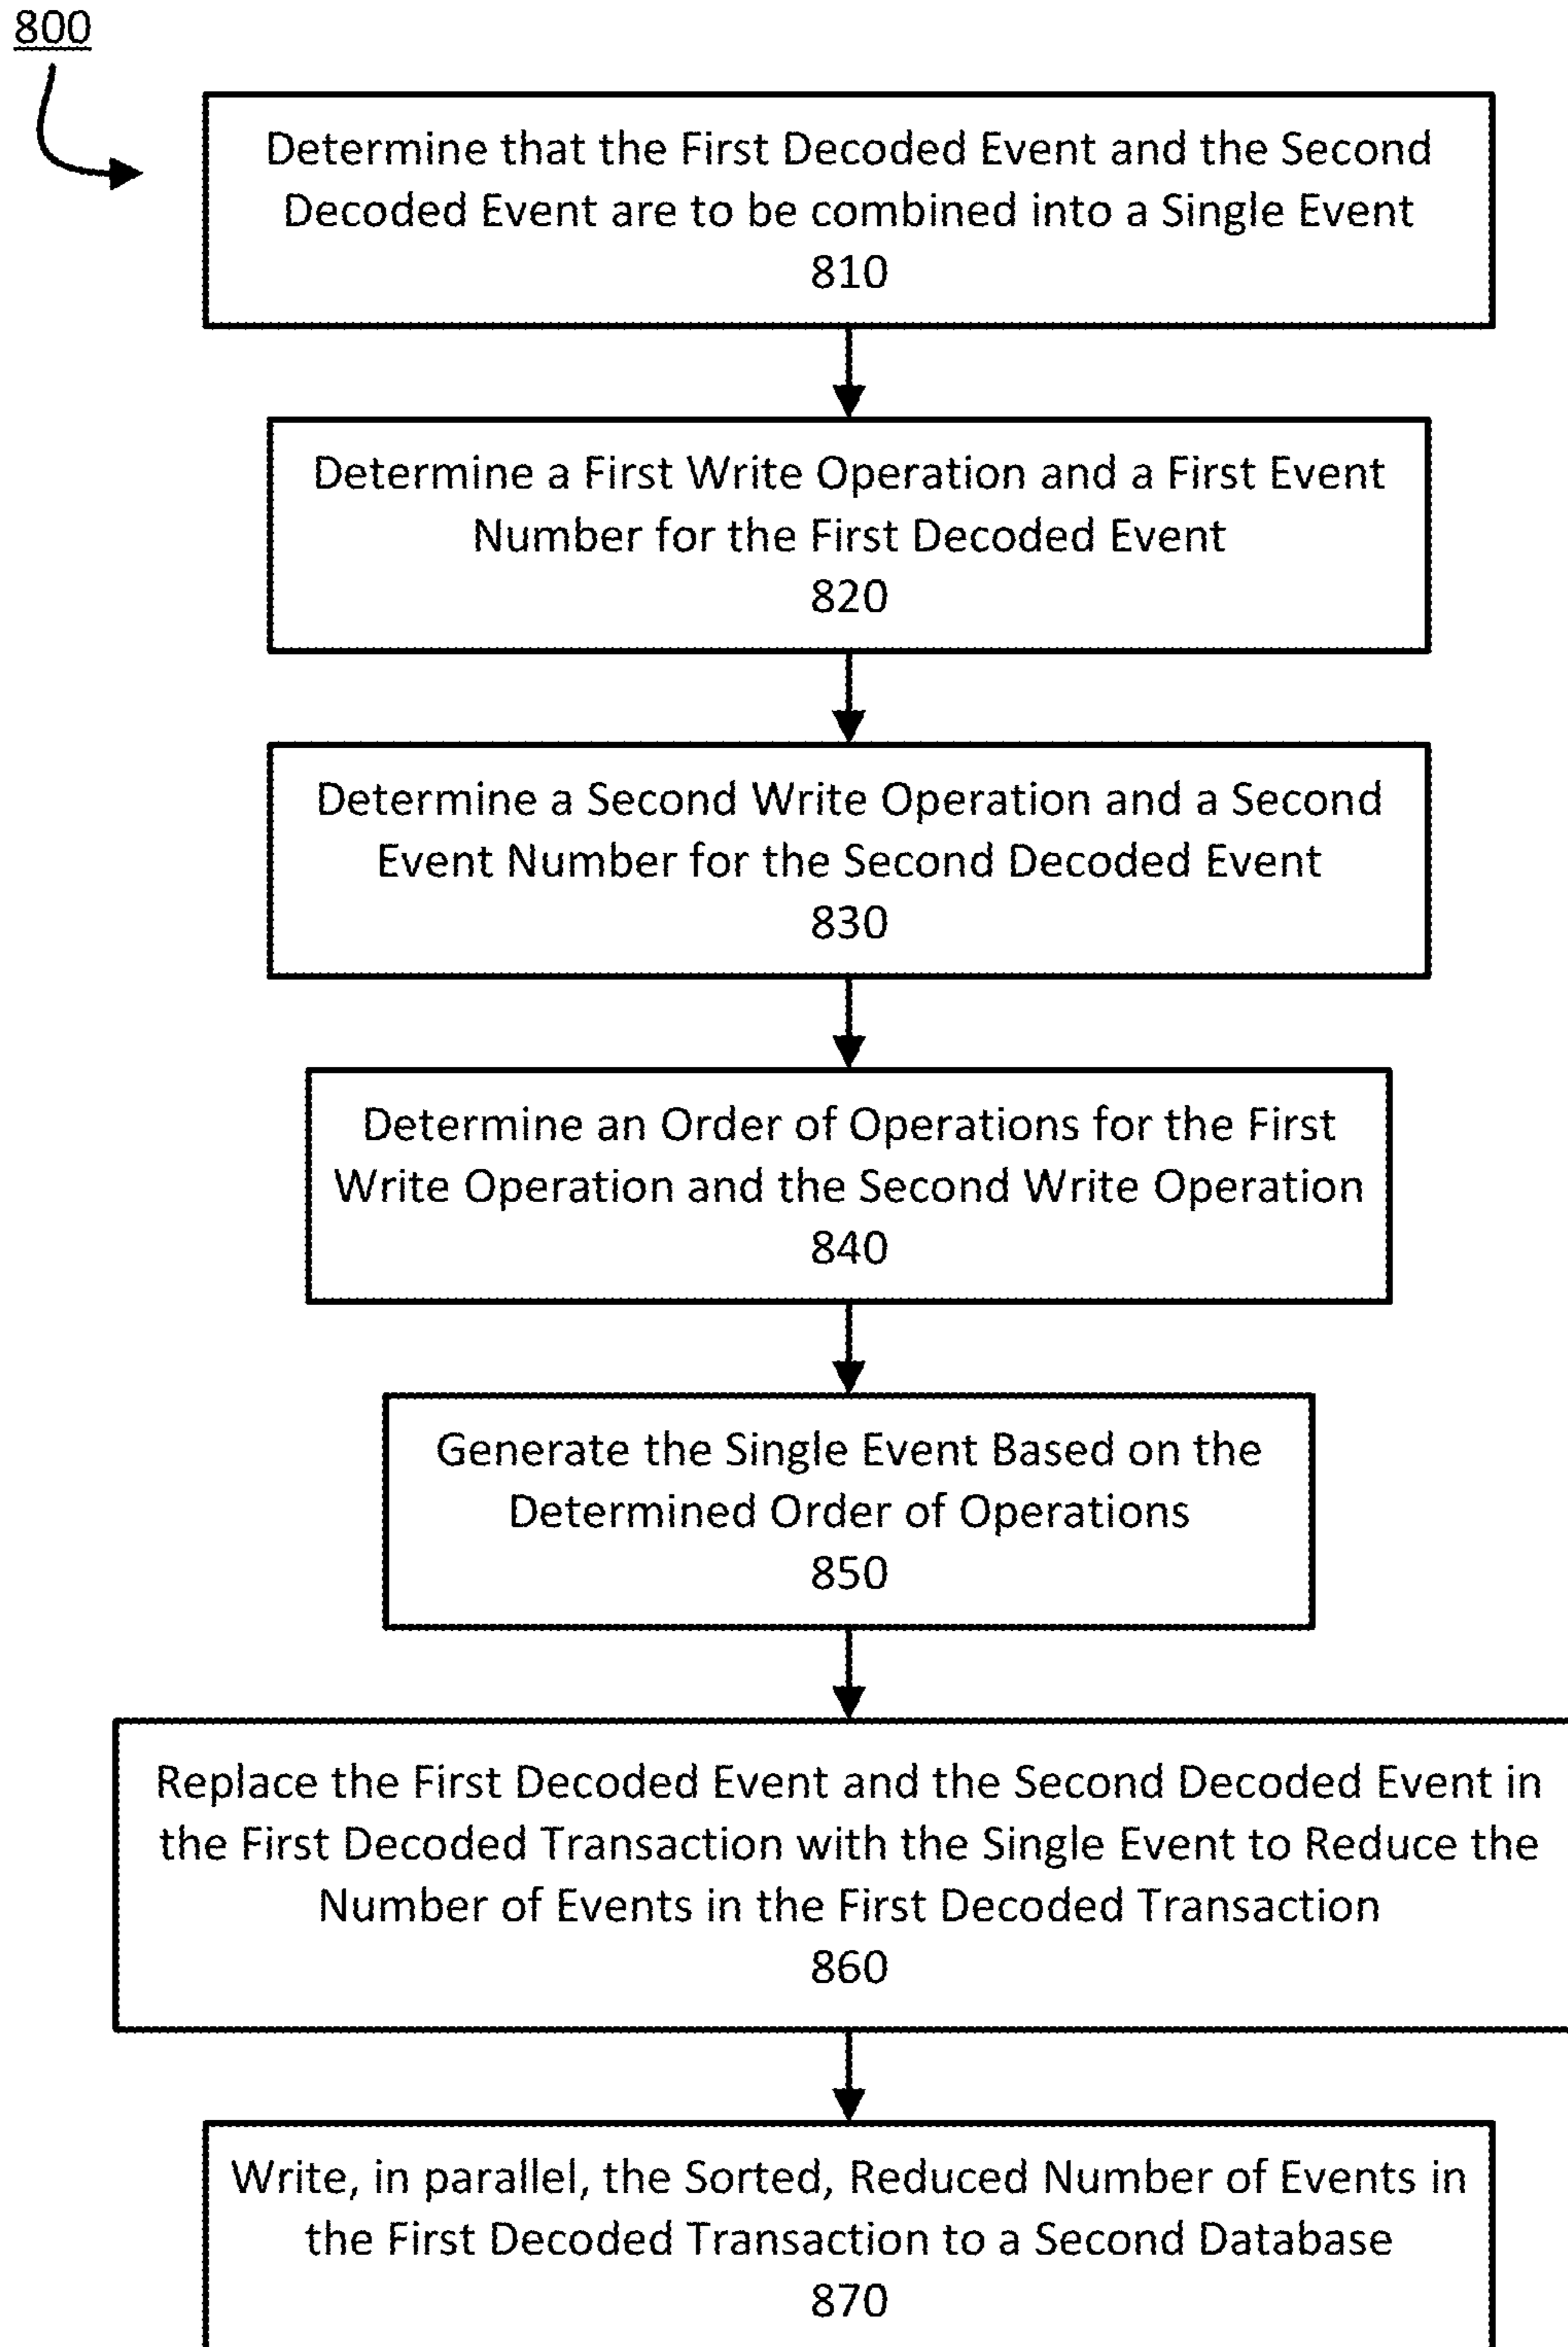 800
Determine that the First Decoded Event and the Second
Decoded Event are to be combined into a Single Event
810
Determine a First Write Operation and a First Event
Number for the First Decoded Event
820
Determine a Second Write Operation and a Second
Event Number for the Second Decoded Event
830
Determine an Order of Operations for the First
Write Operation and the Second Write Operation
840
Generate the Single Event Based on the
Determined Order of Operations
850
Replace the First Decoded Event and the Second Decoded Event in
the First Decoded Transaction with the Single Event to Reduce the
Number of Events in the First Decoded Transaction
860
Write, in parallel, the Sorted, Reduced Number of Events in
the First Decoded Transaction to a Second Database
870